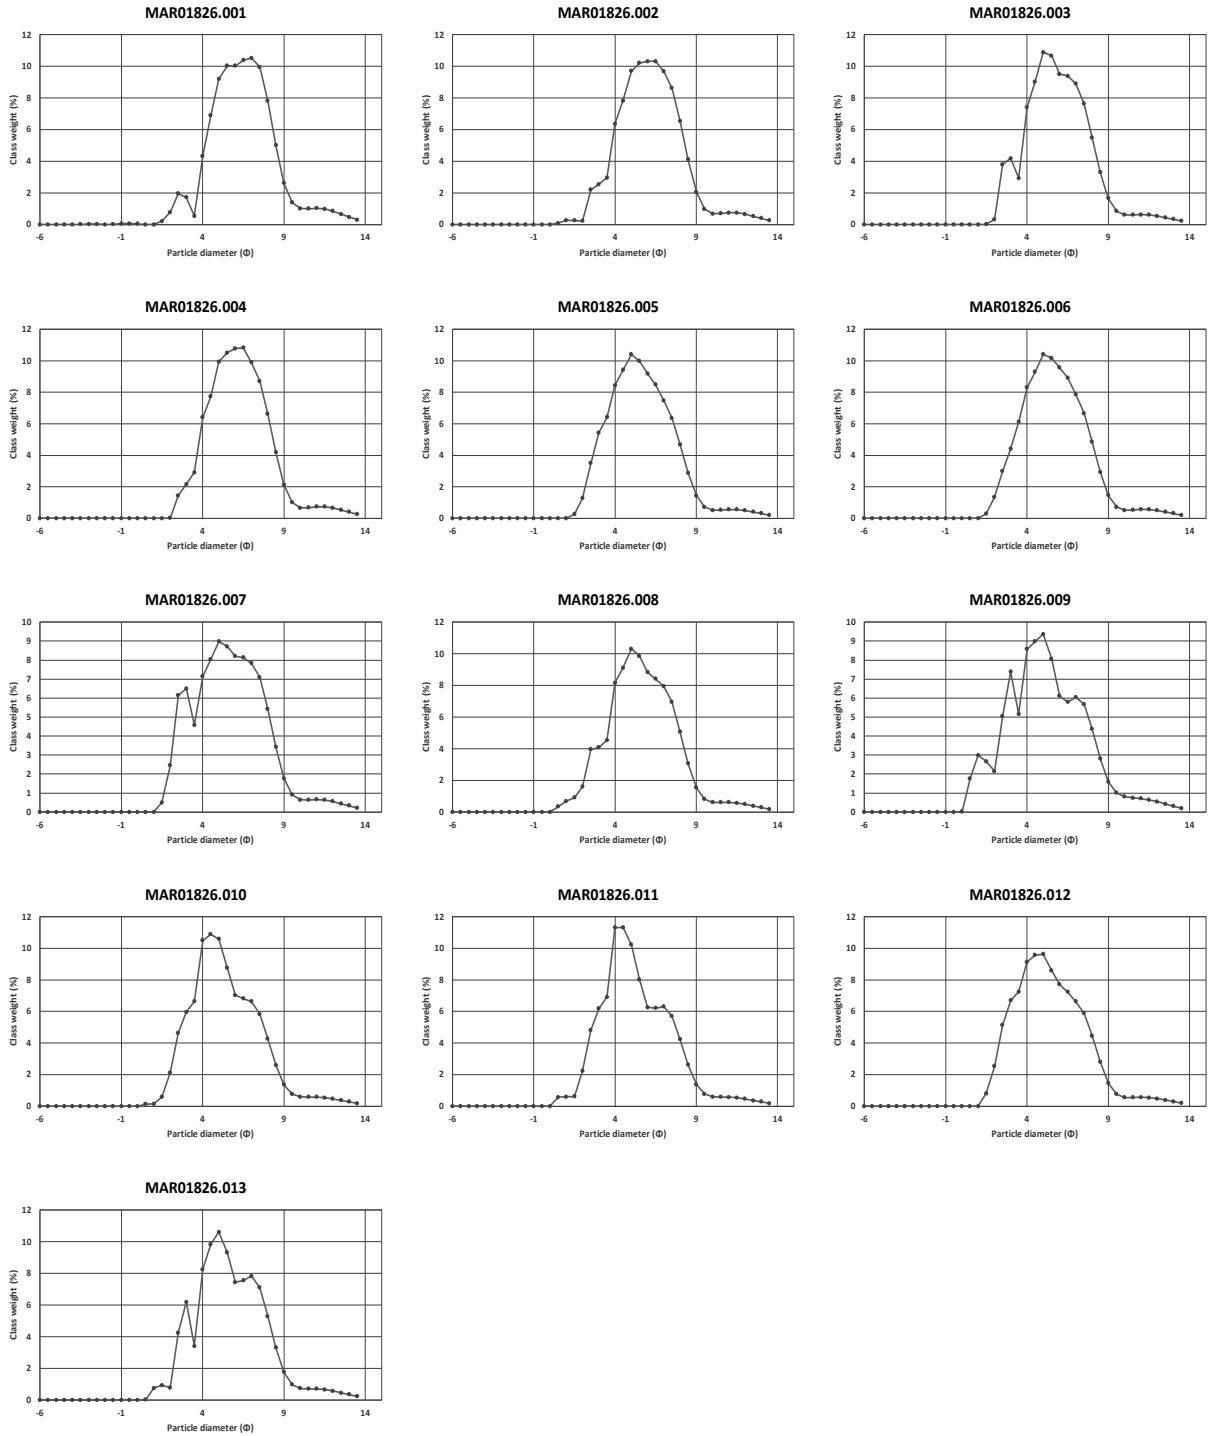 MAR01826.001 MAR01826.002 MAR01826.003
12 12 12
10 10 10
8 8 8
6 6 6
4 4 4
2 2 2
0 0 0
-6 -1 4 9 14 -6 -1 4 9 14 -6 -1 4 9 14
Class weight (%) Class weight (%) Class weight (%)
Particle diameter (Φ) Particle diameter (Φ) Particle diameter (Φ)
MAR01826.004 MAR01826.005 MAR01826.006
12 12 12
10 10 10
8 8 8
6 6 6
4 4 4
2 2 2
0 0 0
-6 -1 4 9 14 -6 -1 4 9 14 -6 -1 4 9 14
Class weight (%) Class weight (%) Class weight (%)
Particle diameter (Φ) Particle diameter (Φ) Particle diameter (Φ)
MAR01826.007 MAR01826.008 MAR01826.009
10 12 10
9 10 9
8 8 8
7 6 7
6 4 6
5 2 5
4 0 4
3 3
2 2
1 1
0 0
-6 -1 4 9 14 -6 -1 4 9 14 -6 -1 4 9 14
Class weight (%) Class weight (%) Class weight (%)
Particle diameter (Φ) Particle diameter (Φ) Particle diameter (Φ)
MAR01826.010 MAR01826.011 MAR01826.012
12 12 12
10 10 10
8 8 8
6 6 6
4 4 4
2 2 2
0 0 0
-6 -1 4 9 14 -6 -1 4 9 14 -6 -1 4 9 14
Class weight (%) Class weight (%) Class weight (%)
Particle diameter (Φ) Particle diameter (Φ) Particle diameter (Φ)
MAR01826.013
12
10
8
6
4
2
0
-6 -1 4 9 14
Class weight (%)
Particle diameter (Φ)